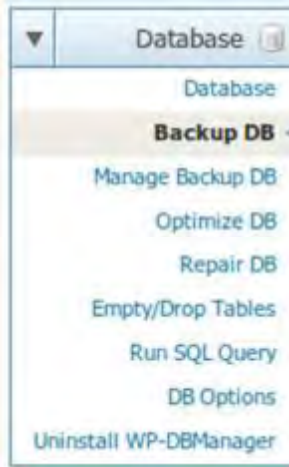 Database
Database
Backup DB
Manage Backup DB
Optimize DB
Repair DB
Empty/Drop Tables
Run SQL Query
DB Options
Uninstall WP-DBManager